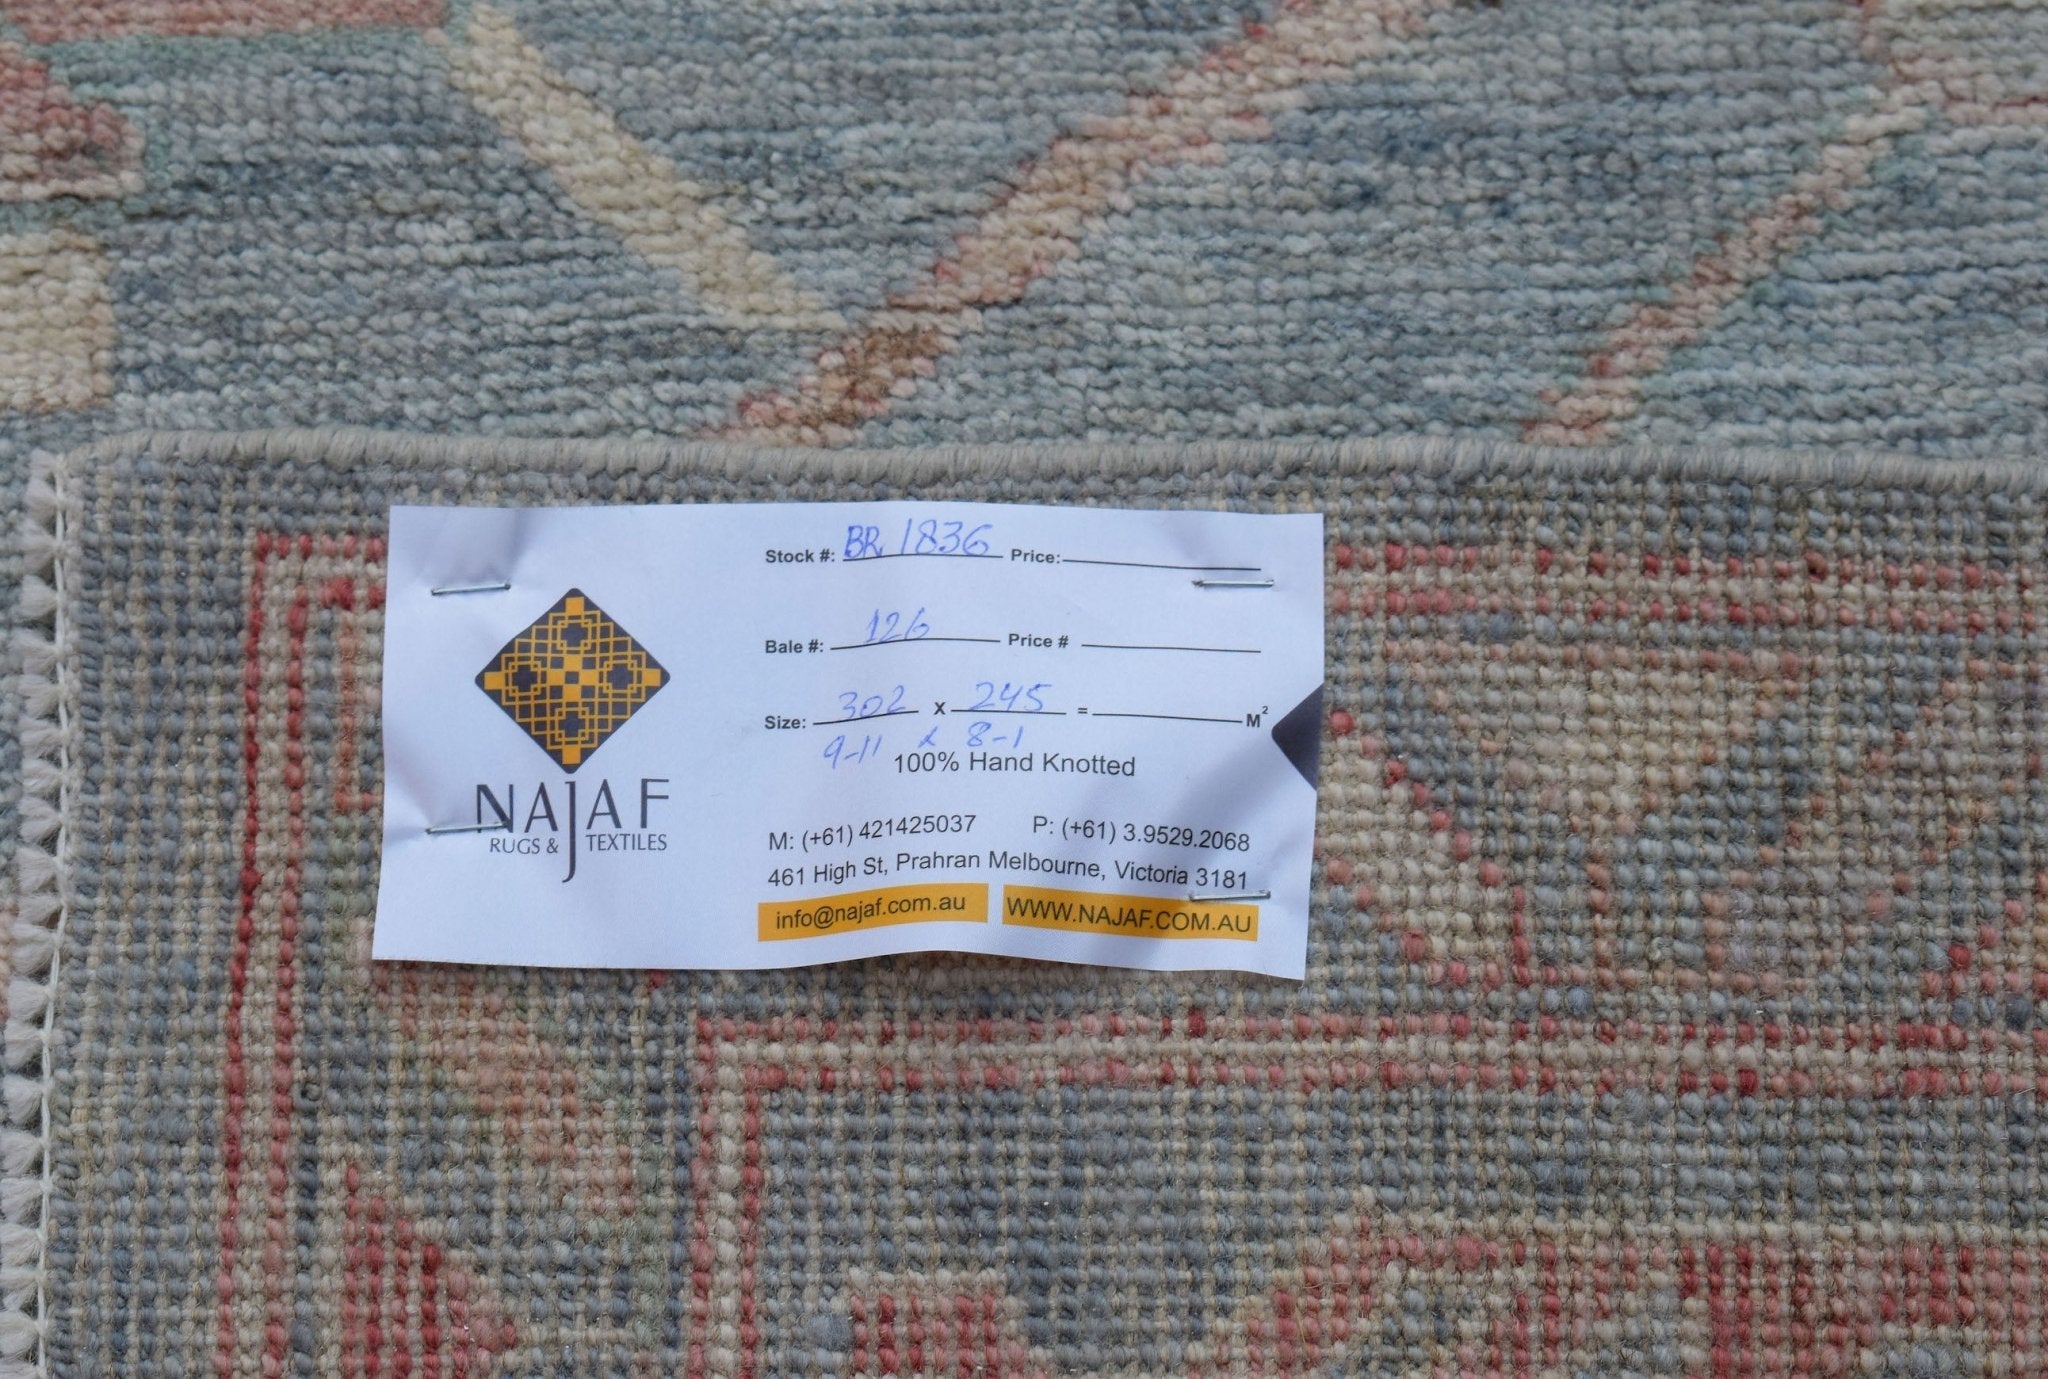 Stock #: BR 1836 Price:
Bale #: 126 Price #
Size: 302 x 245 = M²
9-11 x 8-1
100% Hand Knotted
NAJAF
RUGS & TEXTILES
M: (+61) 421425037 P: (+61) 3.9529.2068
461 High St, Prahran Melbourne, Victoria 3181
info@najaf.com.au WWW.NAJAF.COM.AU